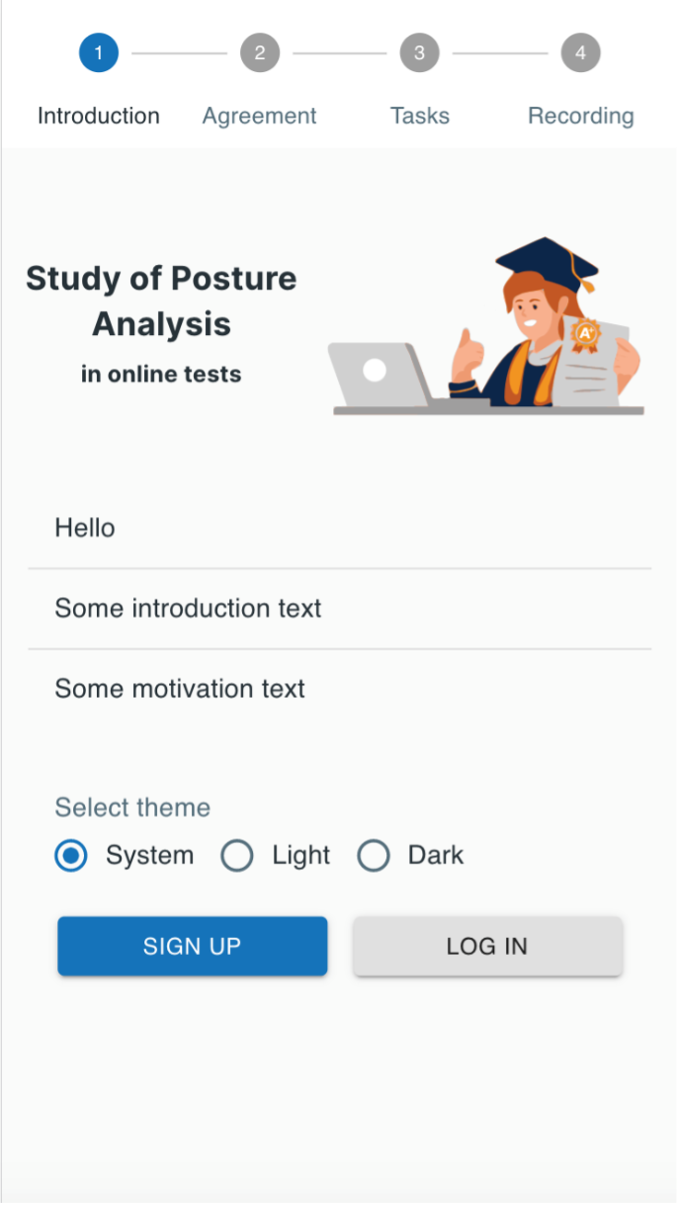 1 2 3 4
Introduction Agreement Tasks Recording
Study of Posture
Analysis
in online tests
A+
Hello
Some introduction text
Some motivation text
Select theme
System Light Dark
SIGN UP LOG IN